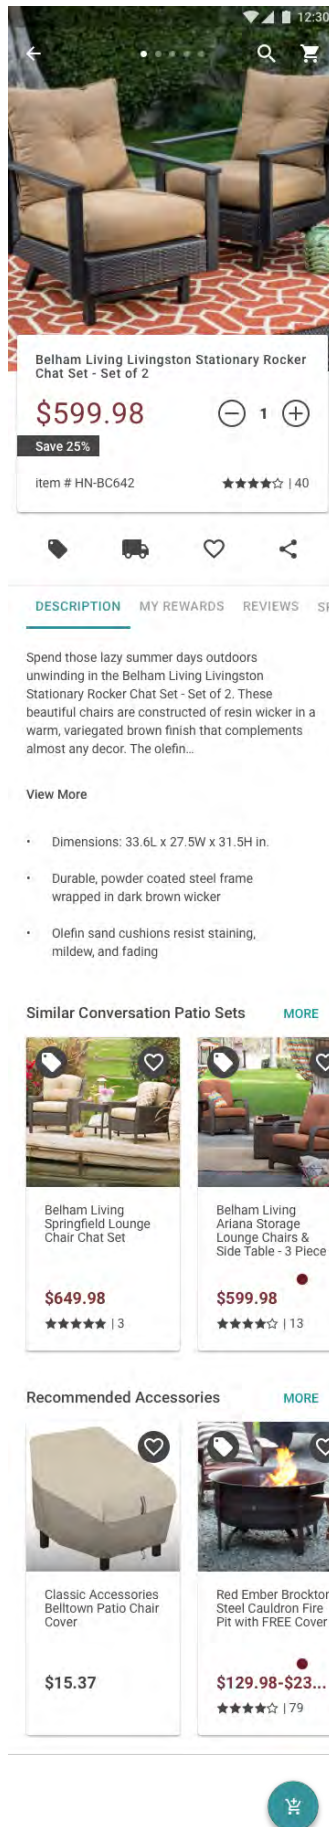 12:30
Belham Living Livingston Stationary Rocker
Chat Set - Set of 2
$599.98
1
Save 25%
item # HN-BC642
| 40
DESCRIPTION MY REWARDS REVIEWS
Spend those lazy summer days outdoors
unwinding in the Belham Living Livingston
Stationary Rocker Chat Set - Set of 2. These
beautiful chairs are constructed of resin wicker in a
warm, variegated brown finish that complements
almost any decor. The olefin...
View More
• Dimensions: 33.6L x 27.5W x 31.5H in.
• Durable, powder coated steel frame
wrapped in dark brown wicker
• Olefin sand cushions resist staining,
mildew, and fading
Similar Conversation Patio Sets MORE
Belham Living
Springfield Lounge
Chair Chat Set
$649.98
| 3
Belham Living
Ariana Storage
Lounge Chairs &
Side Table - 3 Piece
$599.98
| 13
Recommended Accessories MORE
Classic Accessories
Belltown Patio Chair
Cover
$15.37
Red Ember Brockton
Steel Cauldron Fire
Pit with FREE Cover
$129.98-$23...
| 79